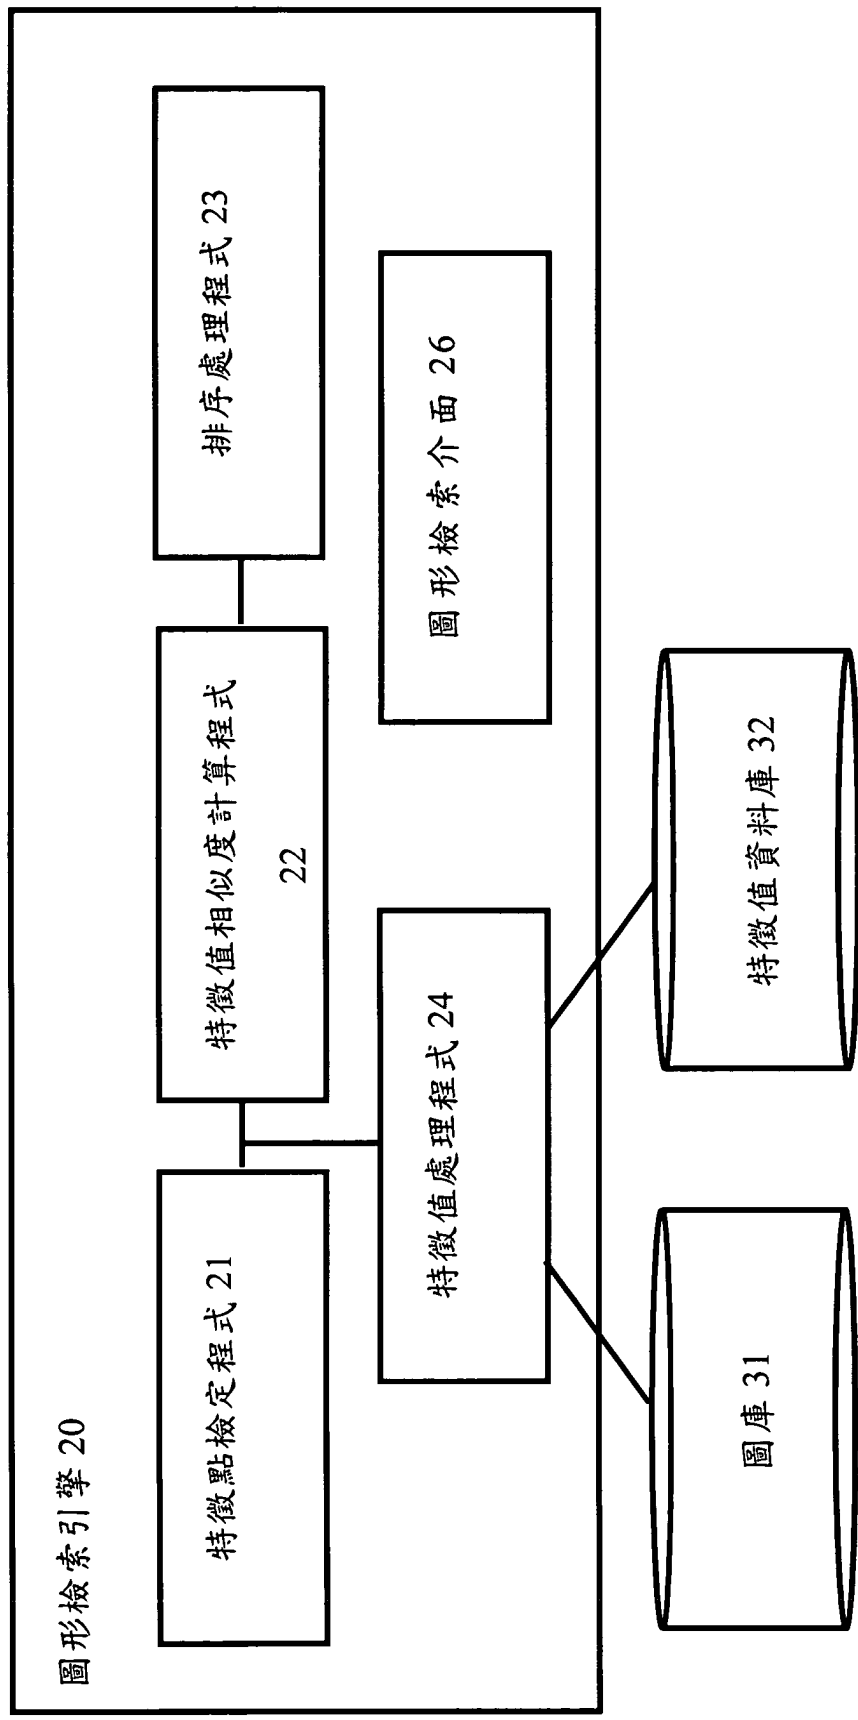 圖形檢索引擎 20
特徵點檢定程式 21
特徵值相似度計算程式
22
排序處理程式 23
特徵值處理程式 24
圖形檢索介面 26
圖庫 31
特徵值資料庫 32